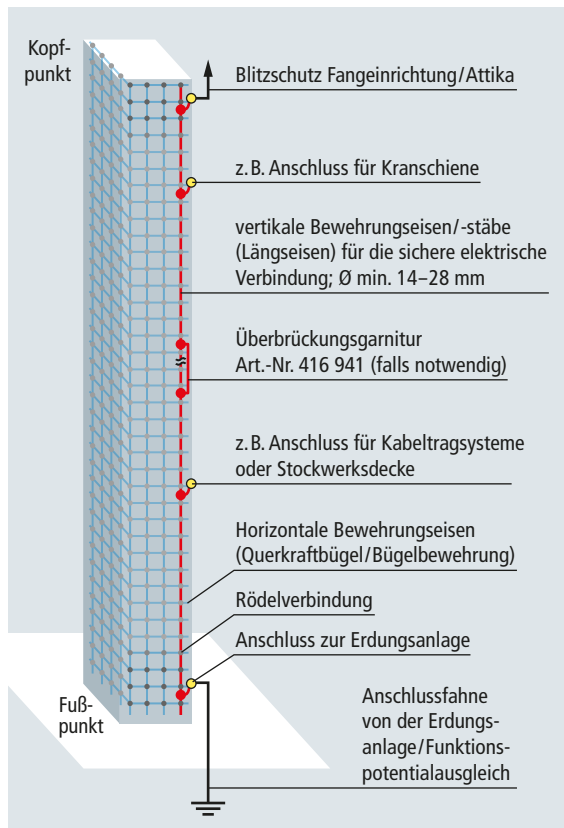 Kopf-
punkt
Blitzschutz Fangeinrichtung/Attika
z. B. Anschluss für Kranschiene
vertikale Bewehrungseisen/-stäbe
(Längseisen) für die sichere elektrische
Verbindung; Ø min. 14–28 mm
Überbrückungsgarnitur
Art.-Nr. 416 941 (falls notwendig)
z. B. Anschluss für Kabeltragsysteme
oder Stockwerksdecke
Horizontale Bewehrungseisen
(Querkraftbügel/Bügelbewehrung)
Rödelverbindung
Anschluss zur Erdungsanlage
Fuß-
punkt
Anschlussfahne
von der Erdungs-
anlage/Funktions-
potentialausgleich